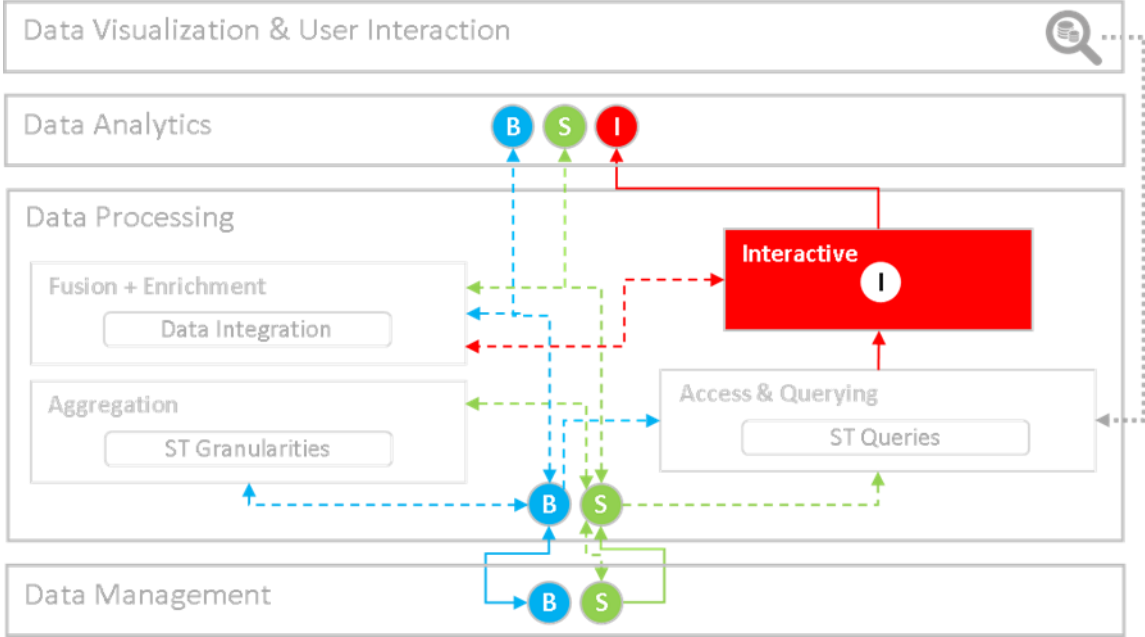 Data Visualization & User Interaction
Data Analytics
B S I
Data Processing
Interactive
I
Fusion + Enrichment
Data Integration
Aggregation
ST Granularities
Access & Querying
ST Queries
B S
Data Management
B S